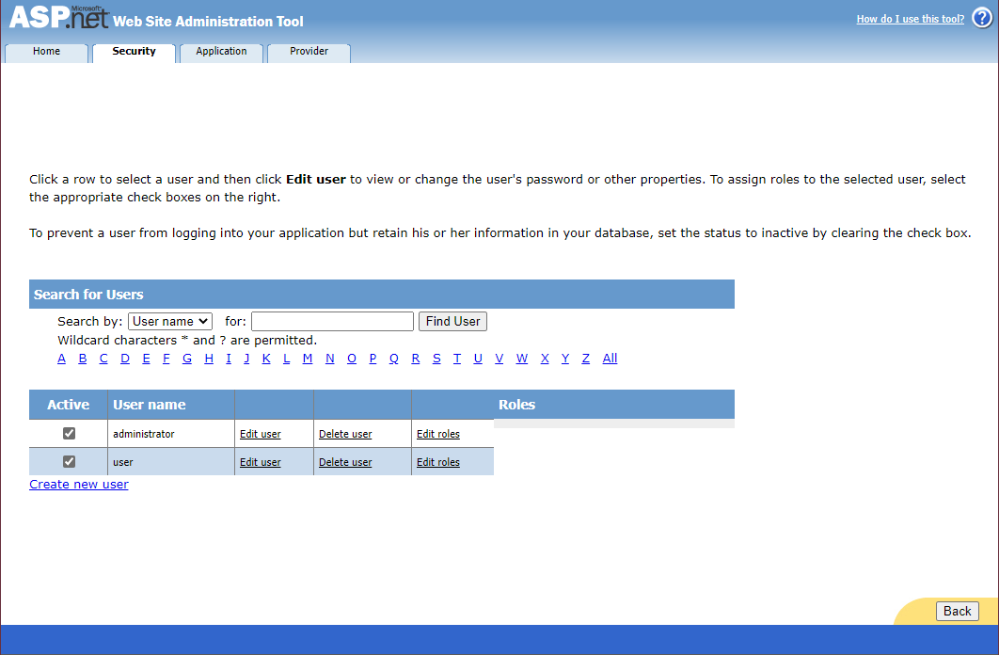 ASP.net Microsoft® Web Site Administration Tool How do I use this tool? ?
Home Security Application Provider
Click a row to select a user and then click Edit user to view or change the user's password or other properties. To assign roles to the selected user, select
the appropriate check boxes on the right.
To prevent a user from logging into your application but retain his or her information in your database, set the status to inactive by clearing the check box.
Search for Users
Search by: User name for: Find User
Wildcard characters * and ? are permitted.
A B C D E F G H I J K L M N O P Q R S T U V W X Y Z All
Active User name Roles
administrator Edit user Delete user Edit roles
user Edit user Delete user Edit roles
Create new user
Back